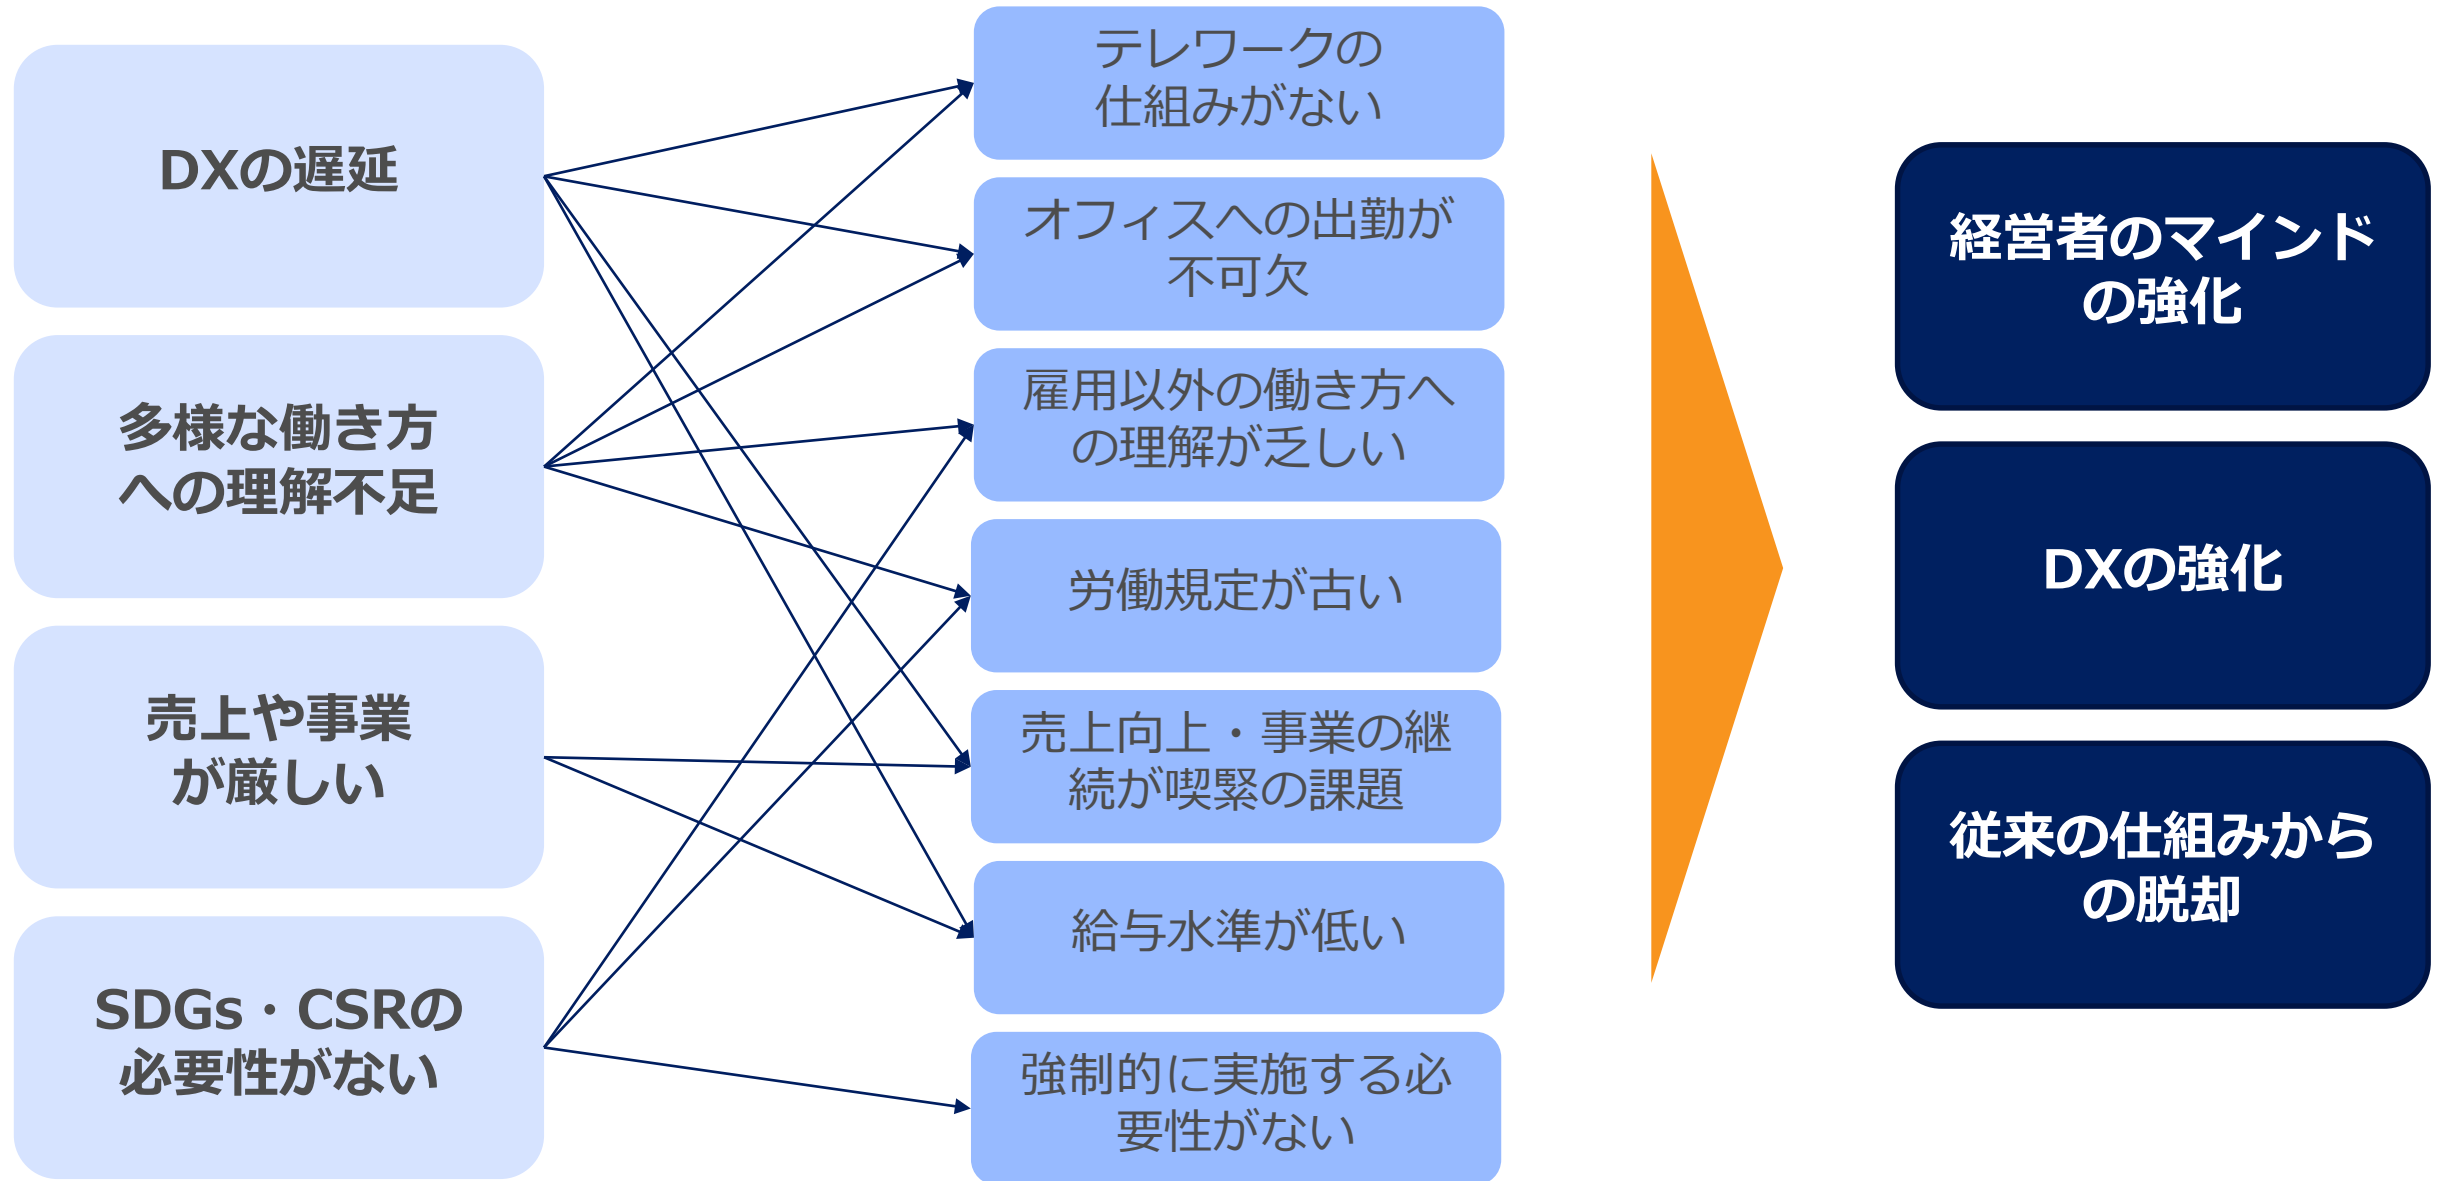 DXの遅延
多様な働き方
への理解不足
売上や事業
が厳しい
SDGs・CSRの
必要性がない
テレワークの
仕組みがない
オフィスへの出勤が
不可欠
雇用以外の働き方へ
の理解が乏しい
労働規定が古い
売上向上・事業の継
続が喫緊の課題
給与水準が低い
強制的に実施する必
要性がない
経営者のマインド
の強化
DXの強化
従来の仕組みから
の脱却